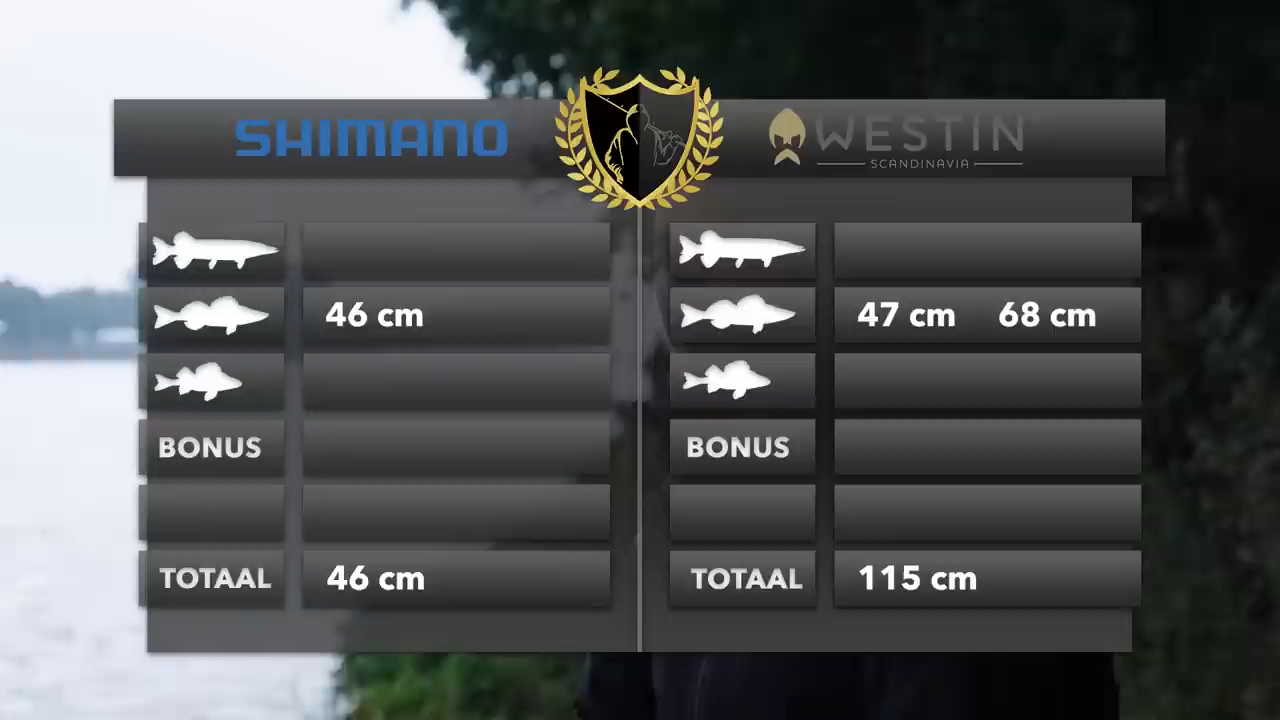 SHIMANO
WESTIN
SCANDINAVIA
46 cm
47 cm 68 cm
BONUS
BONUS
TOTAAL 46 cm
TOTAAL 115 cm